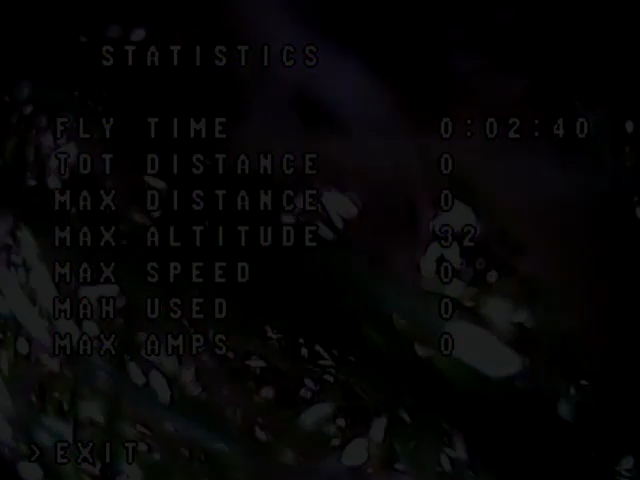 STATISTICS
FLY TIME 0:02:40
TOT DISTANCE 0
MAX DISTANCE 0
MAX ALTITUDE 32
MAX SPEED 0
MAH USED 0
MAX AMPS 0
>EXIT